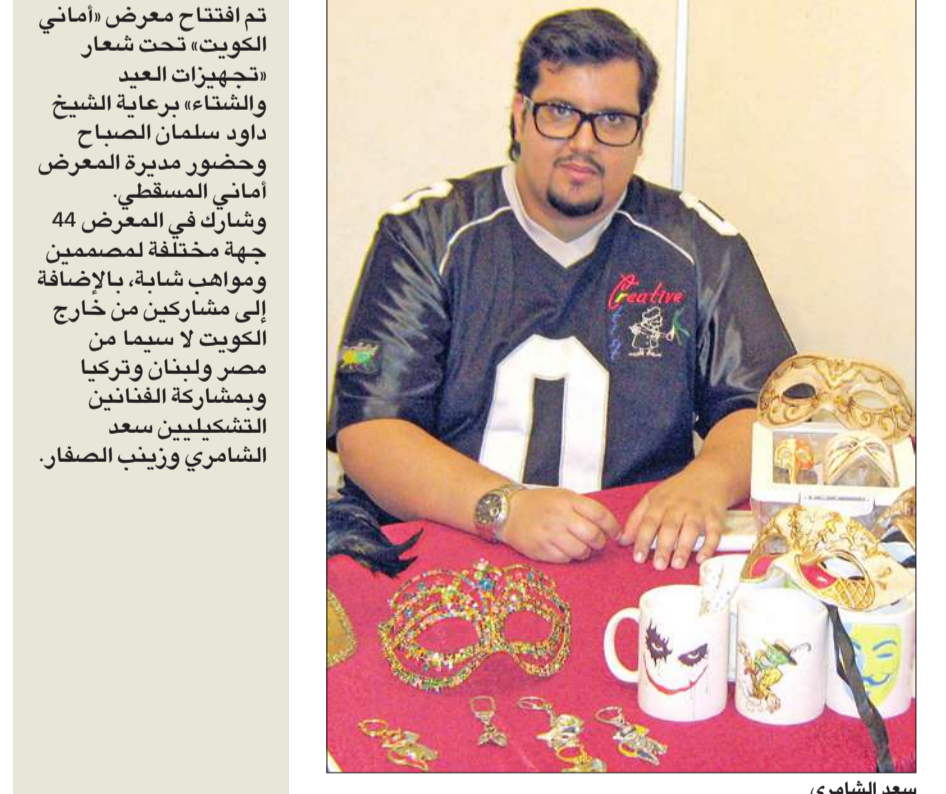 تم افتتاح معرض «أماني
الكويت» تحت شعار
«تجهيزات العيد
والشتاء» برعاية الشيخ
داود سلمان الصباح
وحضور مديرة المعرض
أماني المسقطي.
وشارك في المعرض 44
جهة مختلفة لمصممين
ومواهب شابة، بالإضافة
إلى مشاركين من خارج
الكويت لا سيما من
مصر ولبنان وتركيا
وبمشاركة الفنانين
التشكيليين سعد
الشامري وزينب الصفار.
Creative
0
سعد الشامري